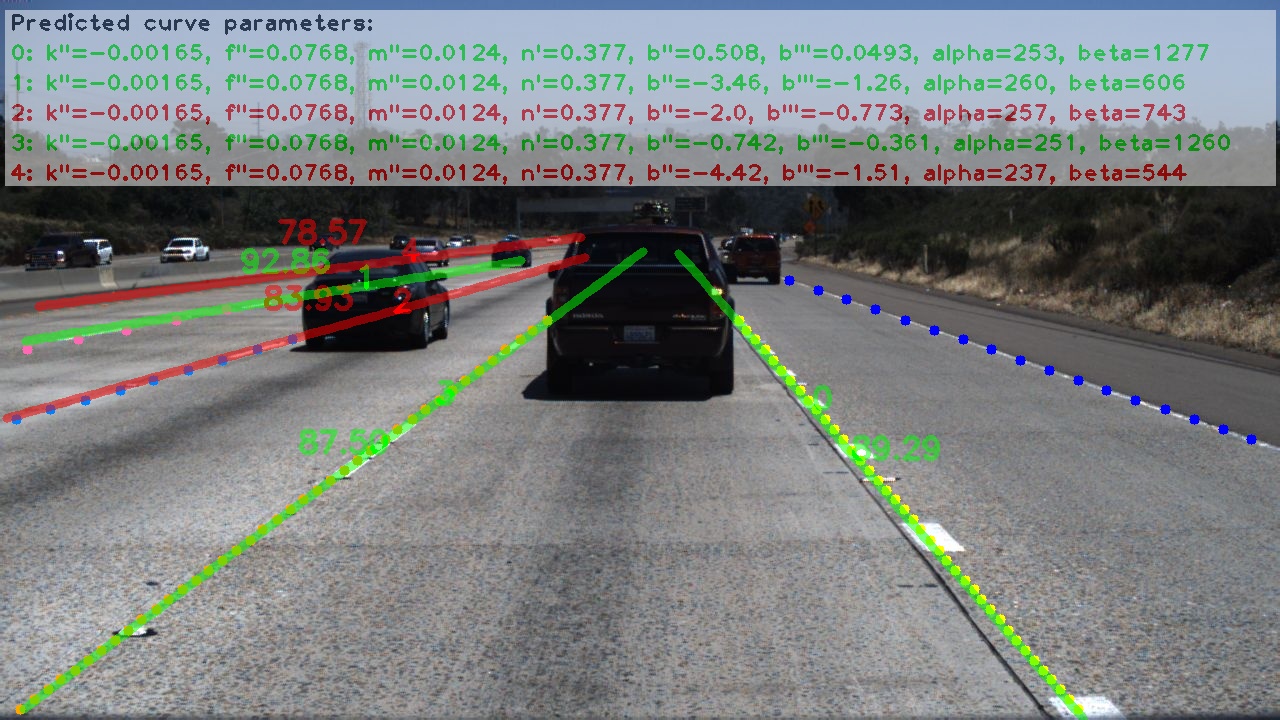 Predicted curve parameters:
0: k''=-0.00165, f''=0.0768, m''=0.0124, n'=0.377, b''=0.508, b'''=0.0493, alpha=253, beta=1277
1: k''=-0.00165, f''=0.0768, m''=0.0124, n'=0.377, b''=-3.46, b'''=-1.26, alpha=260, beta=606
2: k''=-0.00165, f''=0.0768, m''=0.0124, n'=0.377, b''=-2.0, b'''=-0.773, alpha=257, beta=743
3: k''=-0.00165, f''=0.0768, m''=0.0124, n'=0.377, b''=-0.742, b'''=-0.361, alpha=251, beta=1260
4: k''=-0.00165, f''=0.0768, m''=0.0124, n'=0.377, b''=-4.42, b'''=-1.51, alpha=237, beta=544
78.57
4
92.86
1
83.93
2
3
0
87.50
89.29